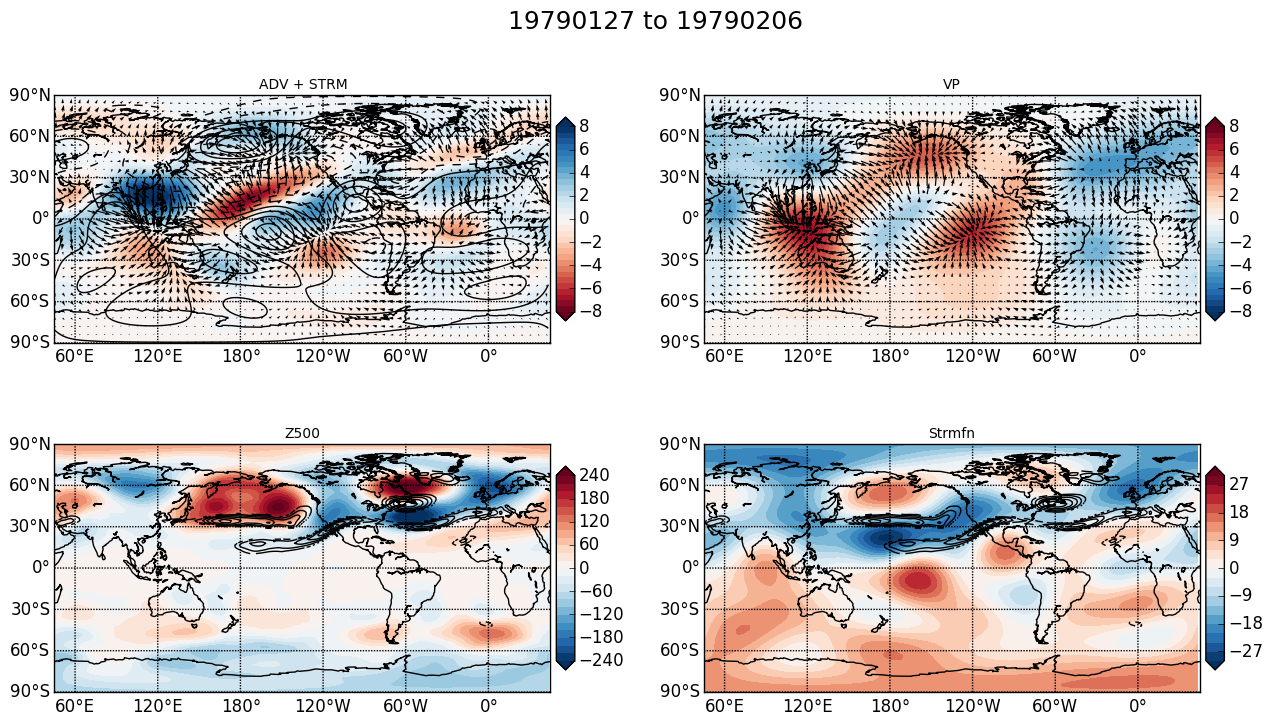 19790127 to 19790206
ADV + STRM
90°N
60°N
30°N
0°
30°S
60°S
90°S
60°E 120°E 180° 120°W 60°W 0°
8
6
4
2
0
−2
−4
−6
−8
VP
90°N
60°N
30°N
0°
30°S
60°S
90°S
60°E 120°E 180° 120°W 60°W 0°
8
6
4
2
0
−2
−4
−6
−8
Z500
90°N
60°N
30°N
0°
30°S
60°S
90°S
60°E 120°E 180° 120°W 60°W 0°
240
180
120
60
0
−60
−120
−180
−240
Strmfn
90°N
60°N
30°N
0°
30°S
60°S
90°S
60°E 120°E 180° 120°W 60°W 0°
27
18
9
0
−9
−18
−27